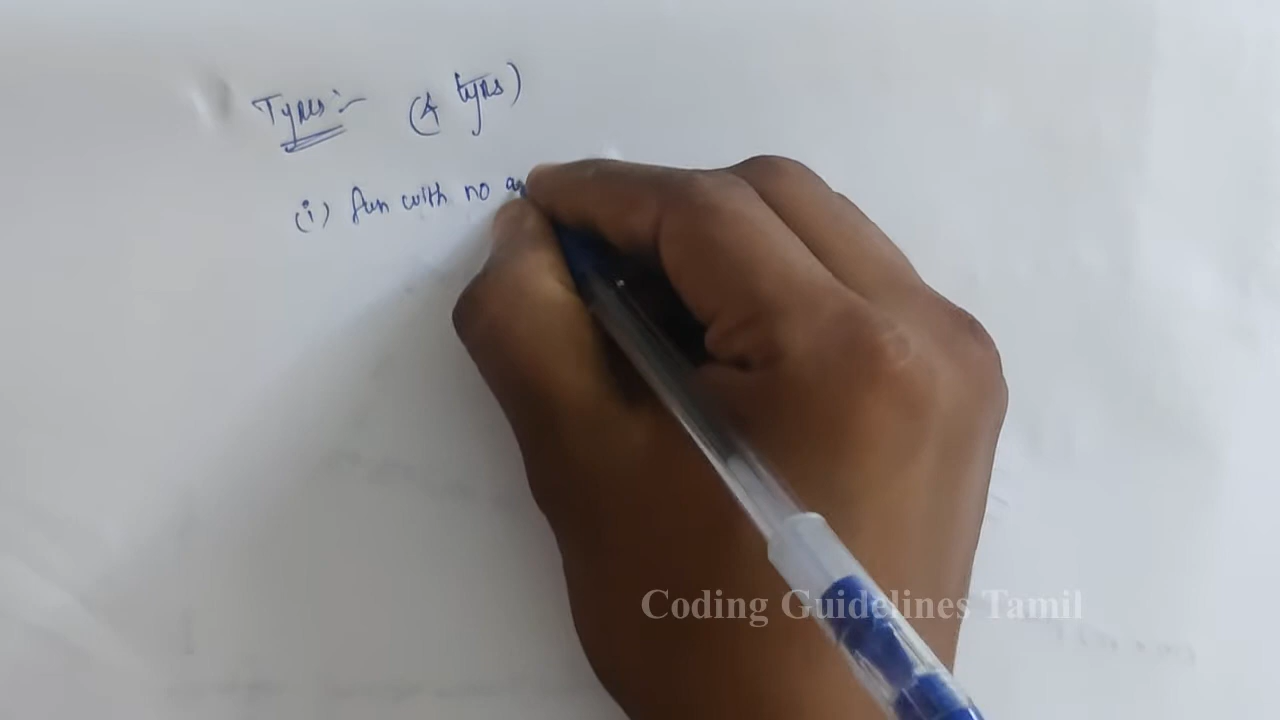 Types :- (4 types)
(i) fun with no
Coding Guidelines Tamil